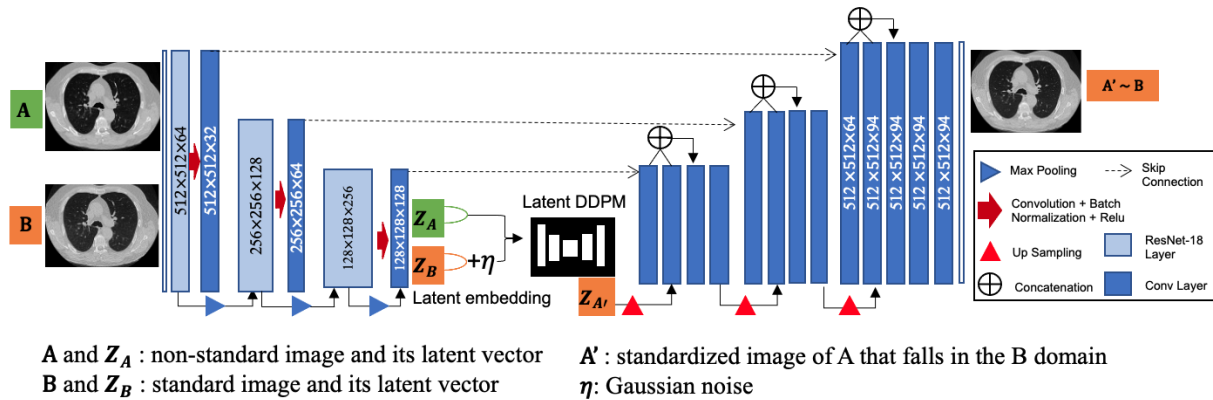 A
B
512×512×64
512×512×32
256×256×128
256×256×64
128×128×256
128×128×128
Z_A
Z_B
+η
Latent embedding
Latent DDPM
Z_A'
512 ×512×64
512 ×512×94
512 ×512×94
512 ×512×94
512 ×512×94
A' ~ B
Max Pooling
Skip
Connection
Convolution + Batch
Normalization + Relu
Up Sampling
ResNet-18
Layer
Concatenation
Conv Layer
A and Z_A : non-standard image and its latent vector
B and Z_B : standard image and its latent vector
A' : standardized image of A that falls in the B domain
η: Gaussian noise